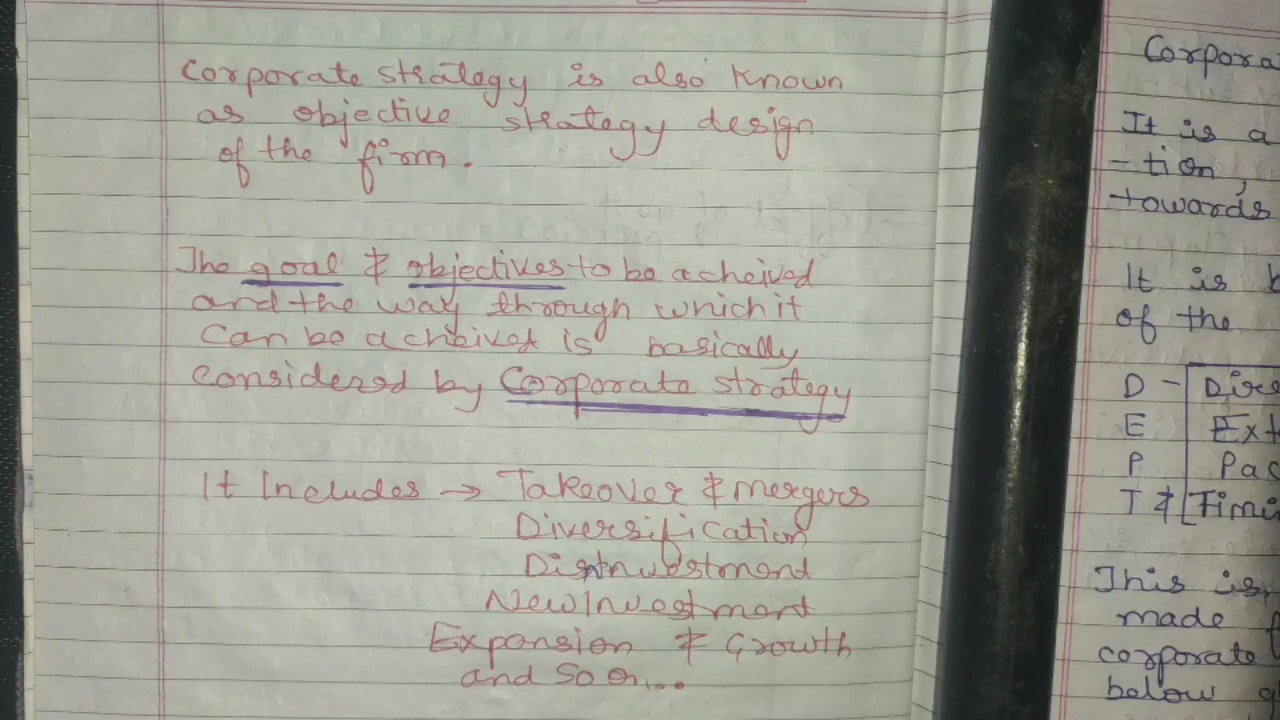 Corporate strategy is also known
as objective strategy design
of the firm.
The goal & objectives to be acheived
and the way through which it
Can be acheived is basically
considered by Corporate strategy
It Includes → Takeover & mergers
Diversification
New Investment
Expansion & Growth
and so on...
Corpora
It is a
-tion,
towards
It is
of the
D -
E Ext
P Pas
T & Timi
This is
made
corporate
below